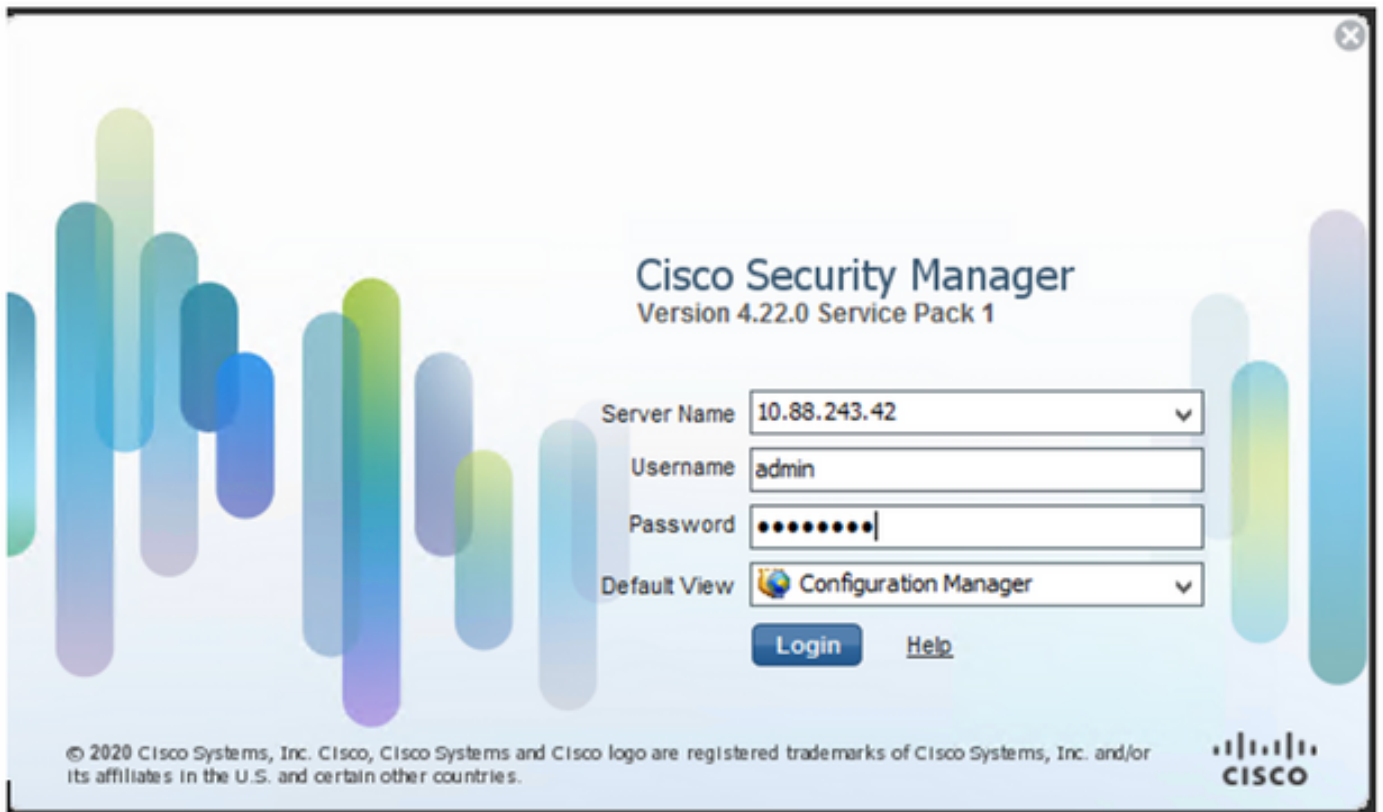 Cisco Security Manager
Version 4.22.0 Service Pack 1
Server Name 10.88.243.42
Username admin
Password ••••••••
Default View Configuration Manager
Login Help
© 2020 Cisco Systems, Inc. Cisco, Cisco Systems and Cisco logo are registered trademarks of Cisco Systems, Inc. and/or
its affiliates in the U.S. and certain other countries.
CISCO